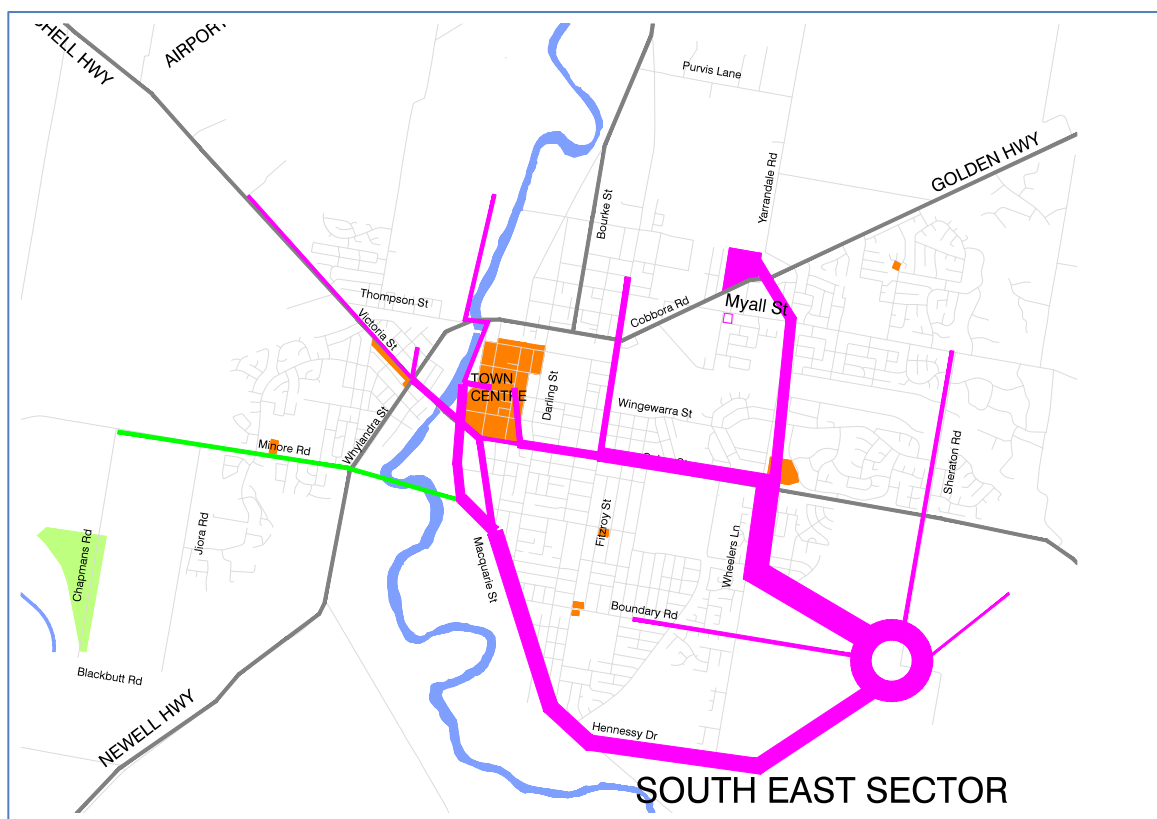 SHELL HWY
AIRPORT
Purvis Lane
GOLDEN HWY
Yarrandale Rd
Bourke St
Thompson St
Victoria St
Cobbora Rd
Myall St
TOWN
CENTRE
Darling St
Wingewarra St
Whylandra St
Minore Rd
Sheraton Rd
Chapmans Rd
Jiora Rd
Fitzroy St
Wheelers Ln
Macquarie St
Boundary Rd
Blackbutt Rd
NEWELL HWY
Hennessy Dr
SOUTH EAST SECTOR